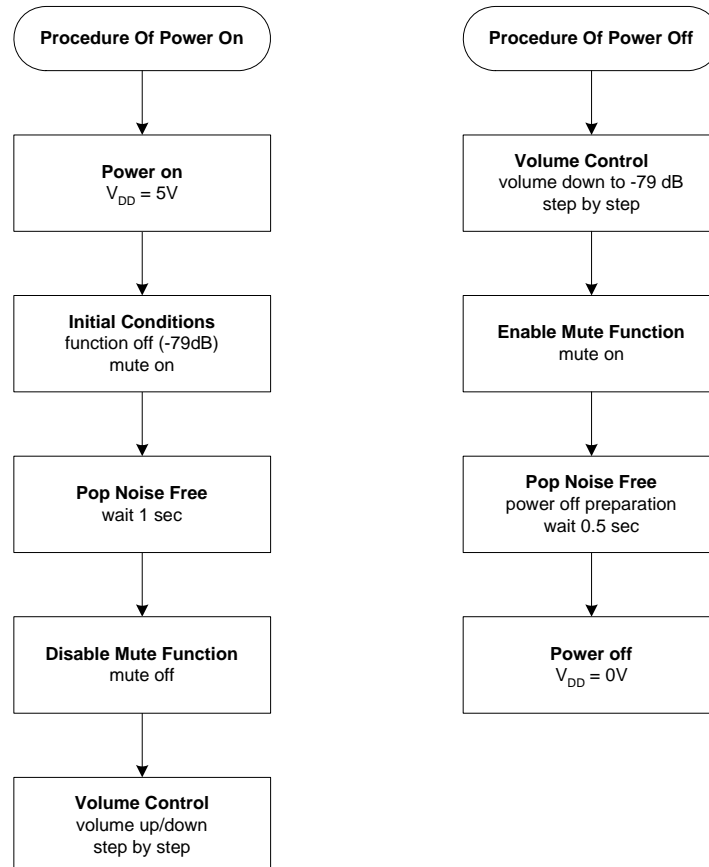 Procedure Of Power On
Power on
V_DD = 5V
Initial Conditions
function off (-79dB)
mute on
Pop Noise Free
wait 1 sec
Disable Mute Function
mute off
Volume Control
volume up/down
step by step
Procedure Of Power Off
Volume Control
volume down to -79 dB
step by step
Enable Mute Function
mute on
Pop Noise Free
power off preparation
wait 0.5 sec
Power off
V_DD = 0V